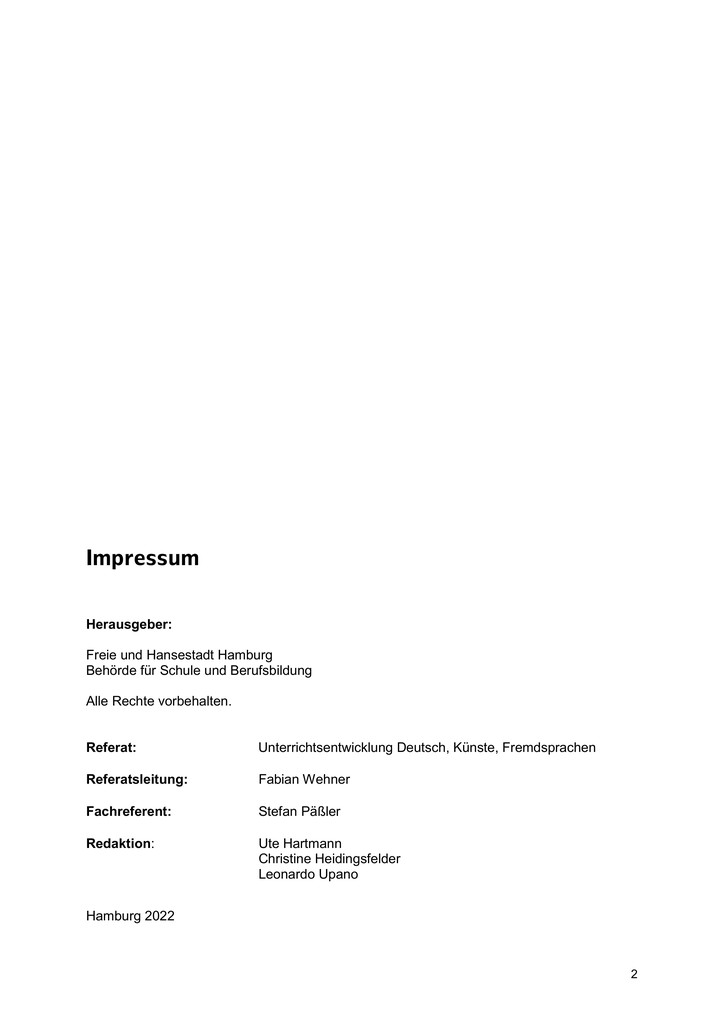 Impressum
Herausgeber:
Freie und Hansestadt Hamburg
Behörde für Schule und Berufsbildung
Alle Rechte vorbehalten.
Referat: Unterrichtsentwicklung Deutsch, Künste, Fremdsprachen
Referatsleitung: Fabian Wehner
Fachreferent: Stefan Päßler
Redaktion: Ute Hartmann
Christine Heidingsfelder
Leonardo Upano
Hamburg 2022
2